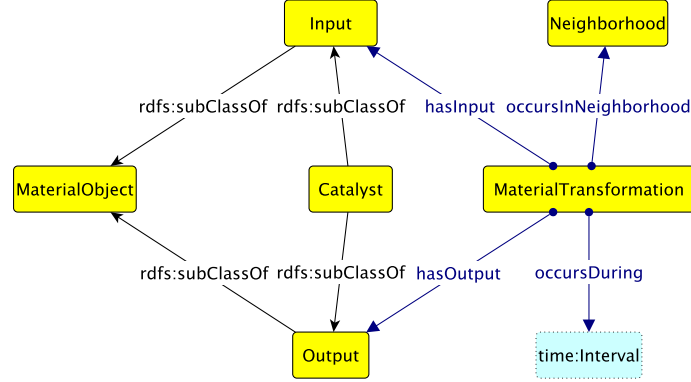 Input
Neighborhood
rdfs:subClassOf
rdfs:subClassOf
hasInput
occursInNeighborhood
MaterialObject
Catalyst
MaterialTransformation
rdfs:subClassOf
rdfs:subClassOf
hasOutput
occursDuring
Output
time:Interval